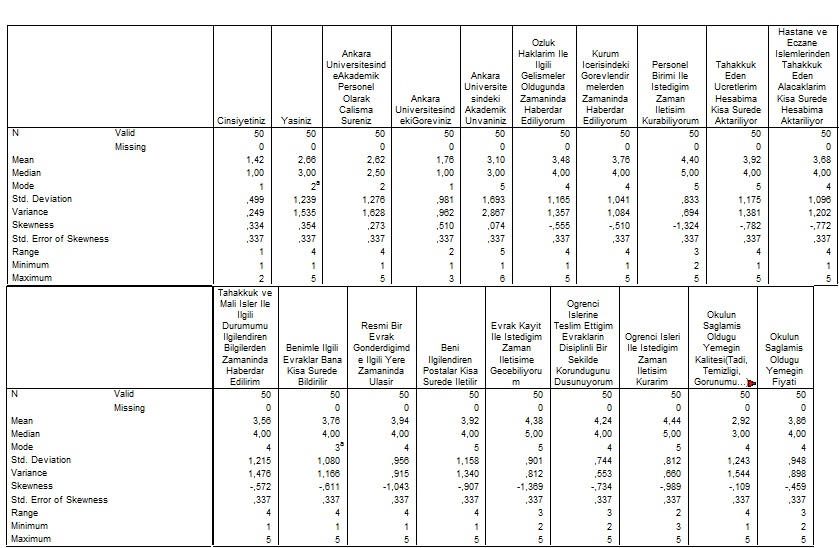 Cinsiyetiniz Yasiniz Ankara Universitesind eAkademik Personel Olarak Calisma Sureniz Ankara Universitesind ekiGoreviniz Ankara Universite sindeki Akademik Unvaniniz Ozluk Haklarim Ile Ilgili Gelismeler Oldugunda Zamaninda Haberdar Ediliyorum Kurum Icerisindeki Gorevlendir melerden Zamaninda Haberdar Ediliyorum Personel Birimi Ile Istedigim Zaman Iletisim Kurabiliyorum Tahakkuk Eden Ucretlerim Hesabima Kisa Surede Aktariliyor Hastane ve Eczane Islemlerinden Tahakkuk Eden Alacaklarim Kisa Surede Hesabima Aktariliyor
N Valid 50 50 50 50 50 50 50 50 50 50
Missing 0 0 0 0 0 0 0 0 0 0
Mean 1,42 2,66 2,62 1,76 3,10 3,48 3,76 4,40 3,92 3,68
Median 1,00 3,00 2,50 1,00 3,00 4,00 4,00 5,00 4,00 4,00
Mode 1 2a 2 1 5 4 4 5 5 4
Std. Deviation ,499 1,239 1,276 ,981 1,693 1,165 1,041 ,833 1,175 1,096
Variance ,249 1,535 1,628 ,962 2,867 1,357 1,084 ,694 1,381 1,202
Skewness ,334 ,354 ,273 ,510 ,074 -,555 -,510 -1,324 -,782 -,772
Std. Error of Skewness ,337 ,337 ,337 ,337 ,337 ,337 ,337 ,337 ,337 ,337
Range 1 4 4 2 5 4 4 3 4 4
Minimum 1 1 1 1 1 1 1 2 1 1
Maximum 2 5 5 3 6 5 5 5 5 5
Tahakkuk ve Mali Isler Ile Ilgili Durumumu Ilgilendiren Bilgilerden Zamaninda Haberdar Edilirim Benimle Ilgili Evraklar Bana Kisa Surede Bildirilir Resmi Bir Evrak Gonderdigimd e Ilgili Yere Zamaninda Ulasir Beni Ilgilendiren Postalar Kisa Surede Iletilir Evrak Kayit Ile Istedigim Zaman Iletisime Gecebiliyoru m Ogrenci Islerine Teslim Ettigim Evraklarin Disiplinli Bir Sekilde Korundugunu Dusunuyorum Ogrenci Isleri Ile Istedigim Zaman Iletisim Kurarim Okulun Saglamis Oldugu Yemegin Kalitesi(Tadi, Temizligi, Gorunumu...) Okulun Saglamis Oldugu Yemegin Fiyati
N Valid 50 50 50 50 50 50 50 50 50
Missing 0 0 0 0 0 0 0 0 0
Mean 3,56 3,76 3,94 3,92 4,38 4,24 4,44 2,92 3,86
Median 4,00 4,00 4,00 4,00 5,00 4,00 5,00 3,00 4,00
Mode 4 3a 4 5 5 4 5 4 4
Std. Deviation 1,215 1,080 ,956 1,158 ,901 ,744 ,812 1,243 ,948
Variance 1,476 1,166 ,915 1,340 ,812 ,553 ,660 1,544 ,898
Skewness -,572 -,611 -1,043 -,907 -1,369 -,734 -,989 -,109 -,459
Std. Error of Skewness ,337 ,337 ,337 ,337 ,337 ,337 ,337 ,337 ,337
Range 4 4 4 4 3 3 2 4 3
Minimum 1 1 1 1 2 2 3 1 2
Maximum 5 5 5 5 5 5 5 5 5